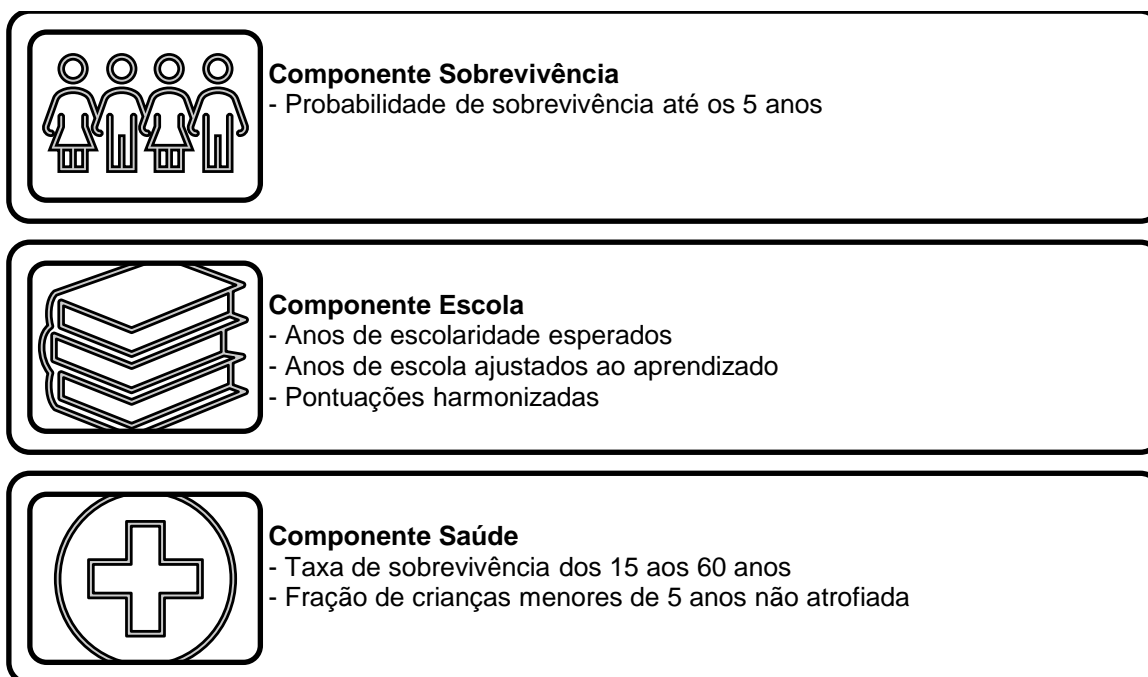 Componente Sobrevivência
- Probabilidade de sobrevivência até os 5 anos
Componente Escola
- Anos de escolaridade esperados
- Anos de escola ajustados ao aprendizado
- Pontuações harmonizadas
Componente Saúde
- Taxa de sobrevivência dos 15 aos 60 anos
- Fração de crianças menores de 5 anos não atrofiada